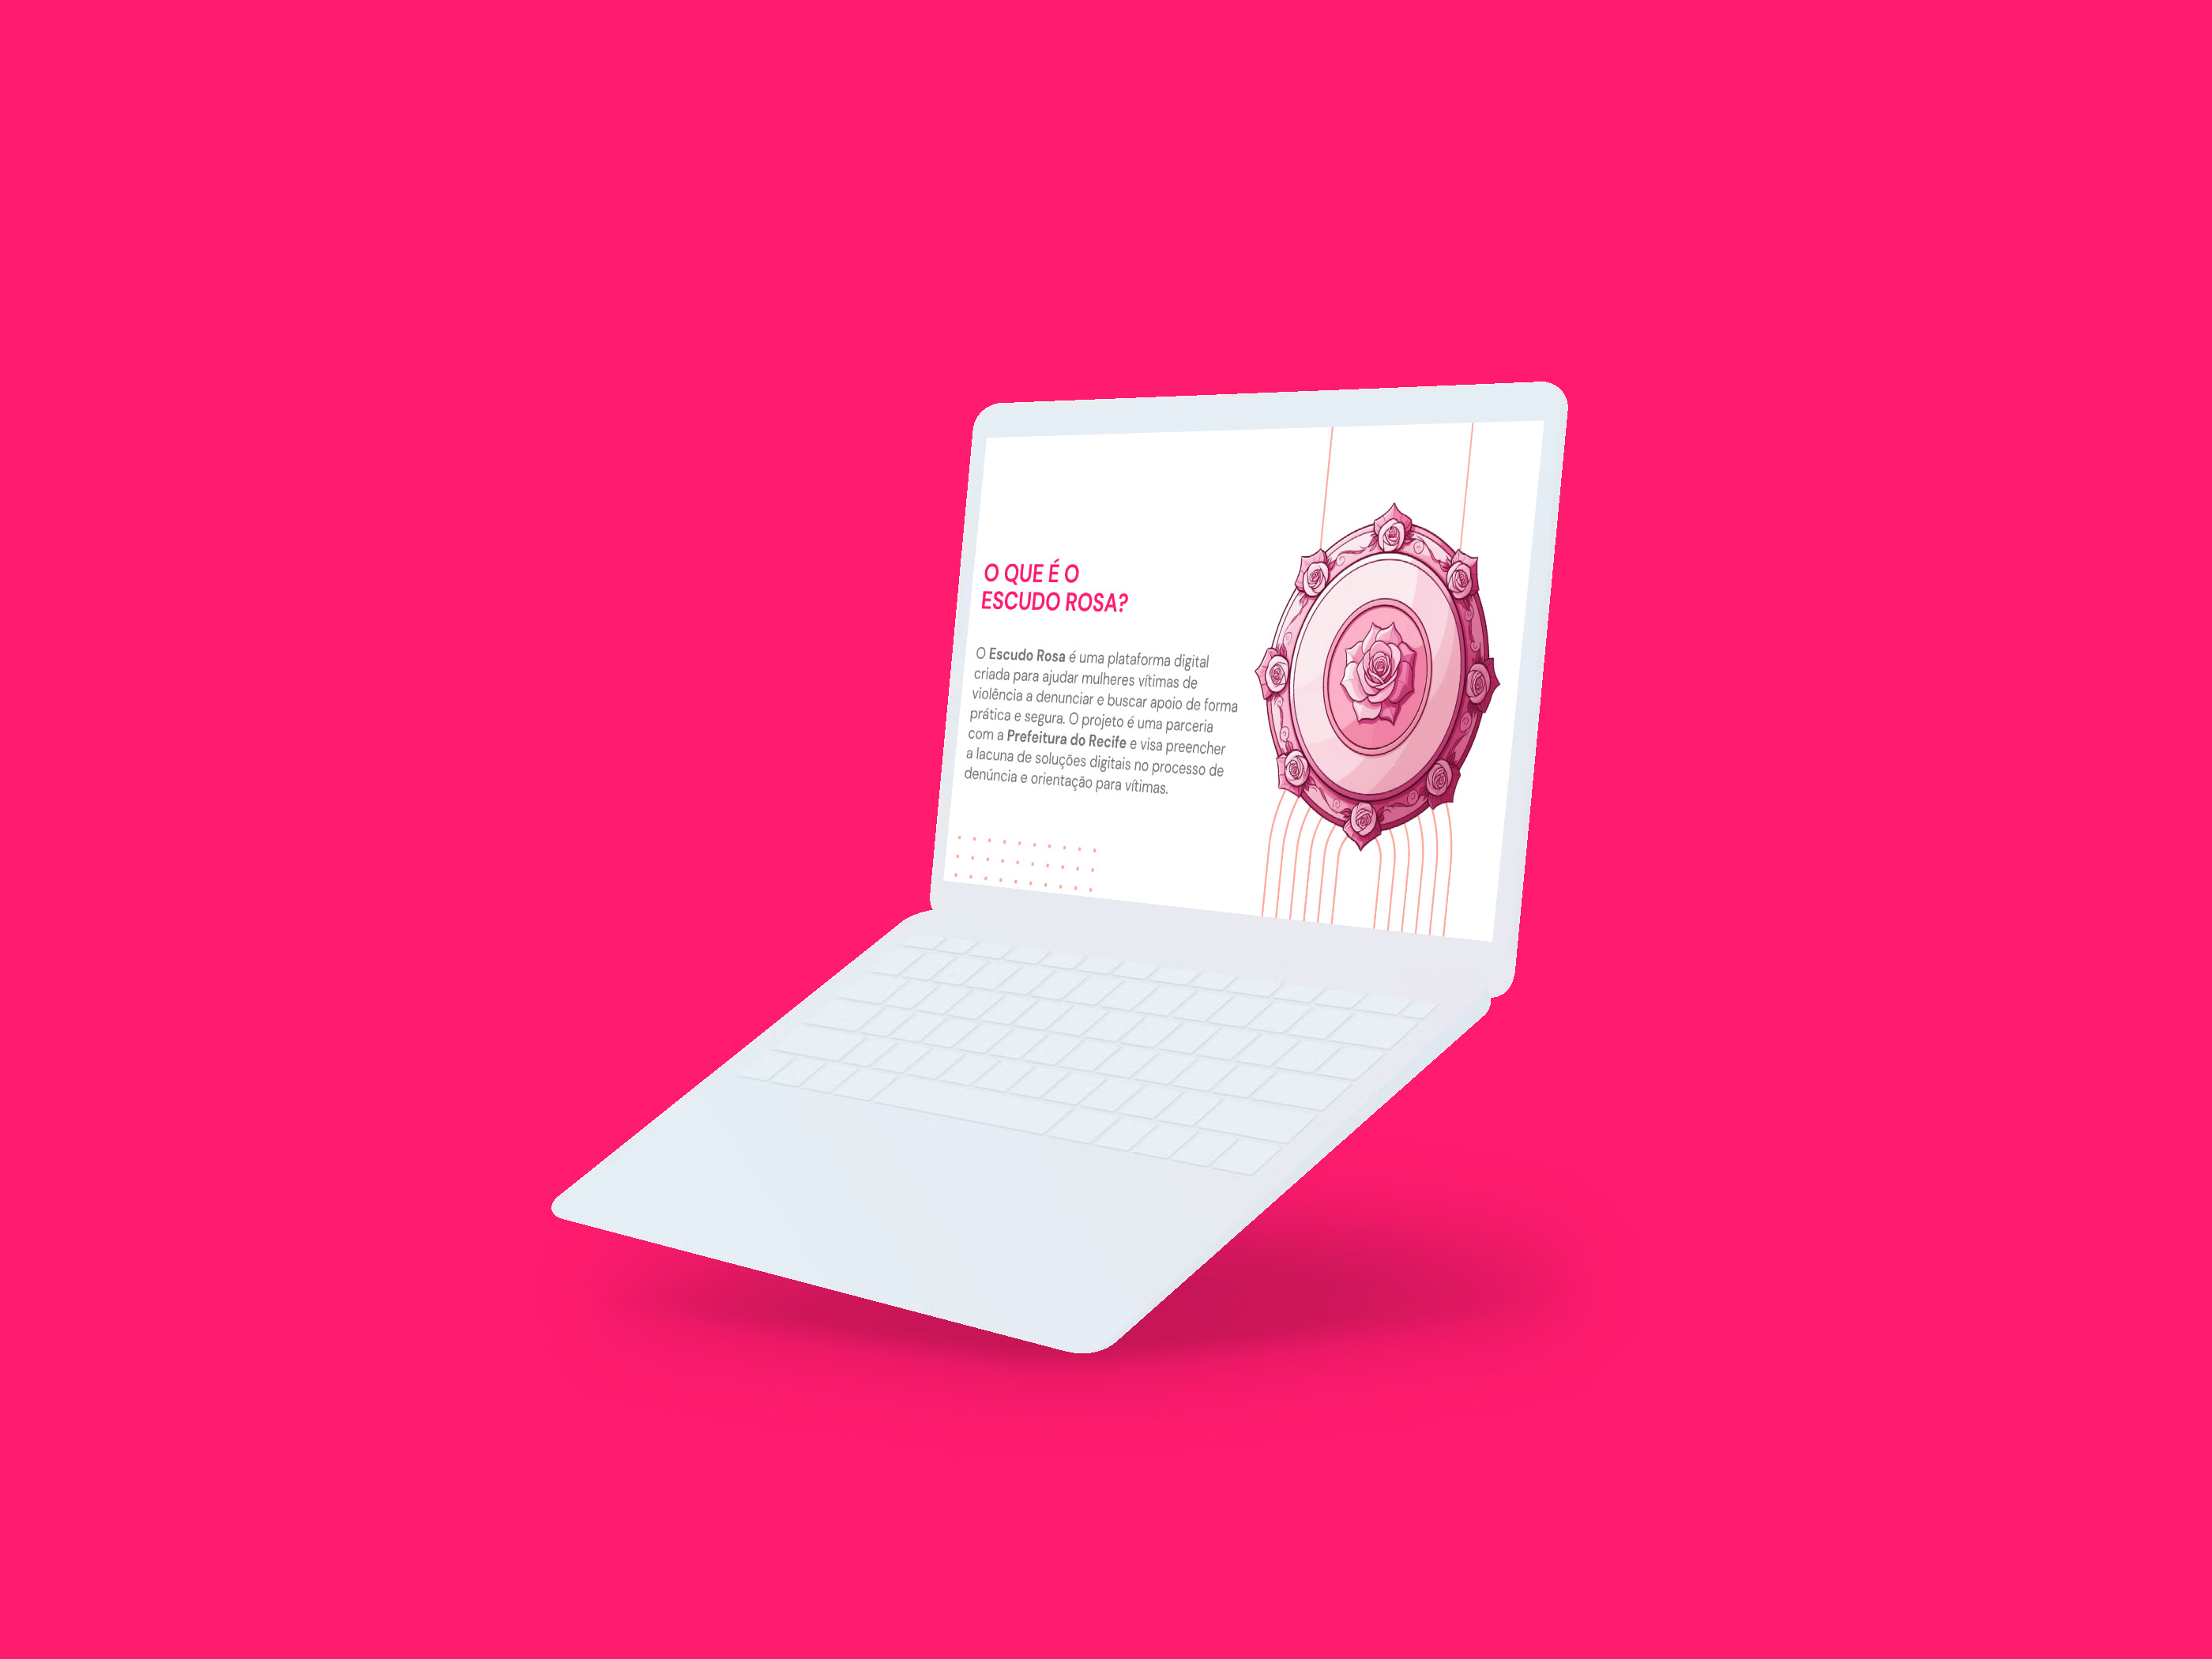 O QUE É O
ESCUDO ROSA?
O Escudo Rosa é uma plataforma digital
criada para ajudar mulheres vítimas de
violência a denunciar e buscar apoio de forma
prática e segura. O projeto é uma parceria
com a Prefeitura do Recife e visa preencher
a lacuna de soluções digitais no processo de
denúncia e orientação para vítimas.